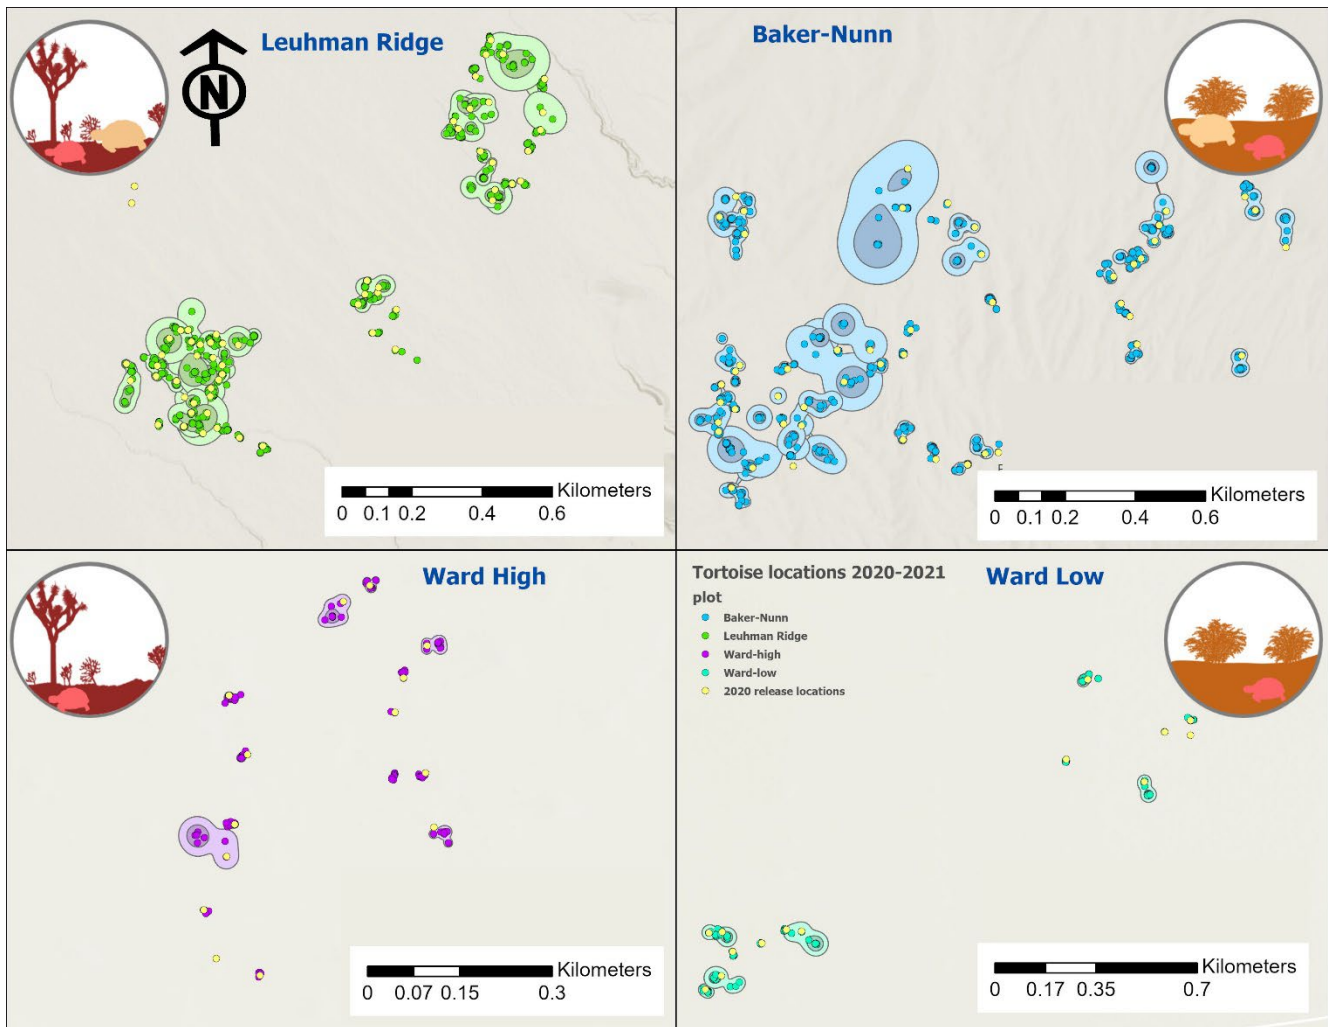 Leuhman Ridge
N
Kilometers
0 0.1 0.2 0.4 0.6
Baker-Nunn
F
Kilometers
0 0.1 0.2 0.4 0.6
Ward High
Kilometers
0 0.07 0.15 0.3
Tortoise locations 2020-2021
Ward Low
plot
Baker-Nunn
Leuhman Ridge
Ward-high
Ward-low
2020 release locations
Kilometers
0 0.17 0.35 0.7